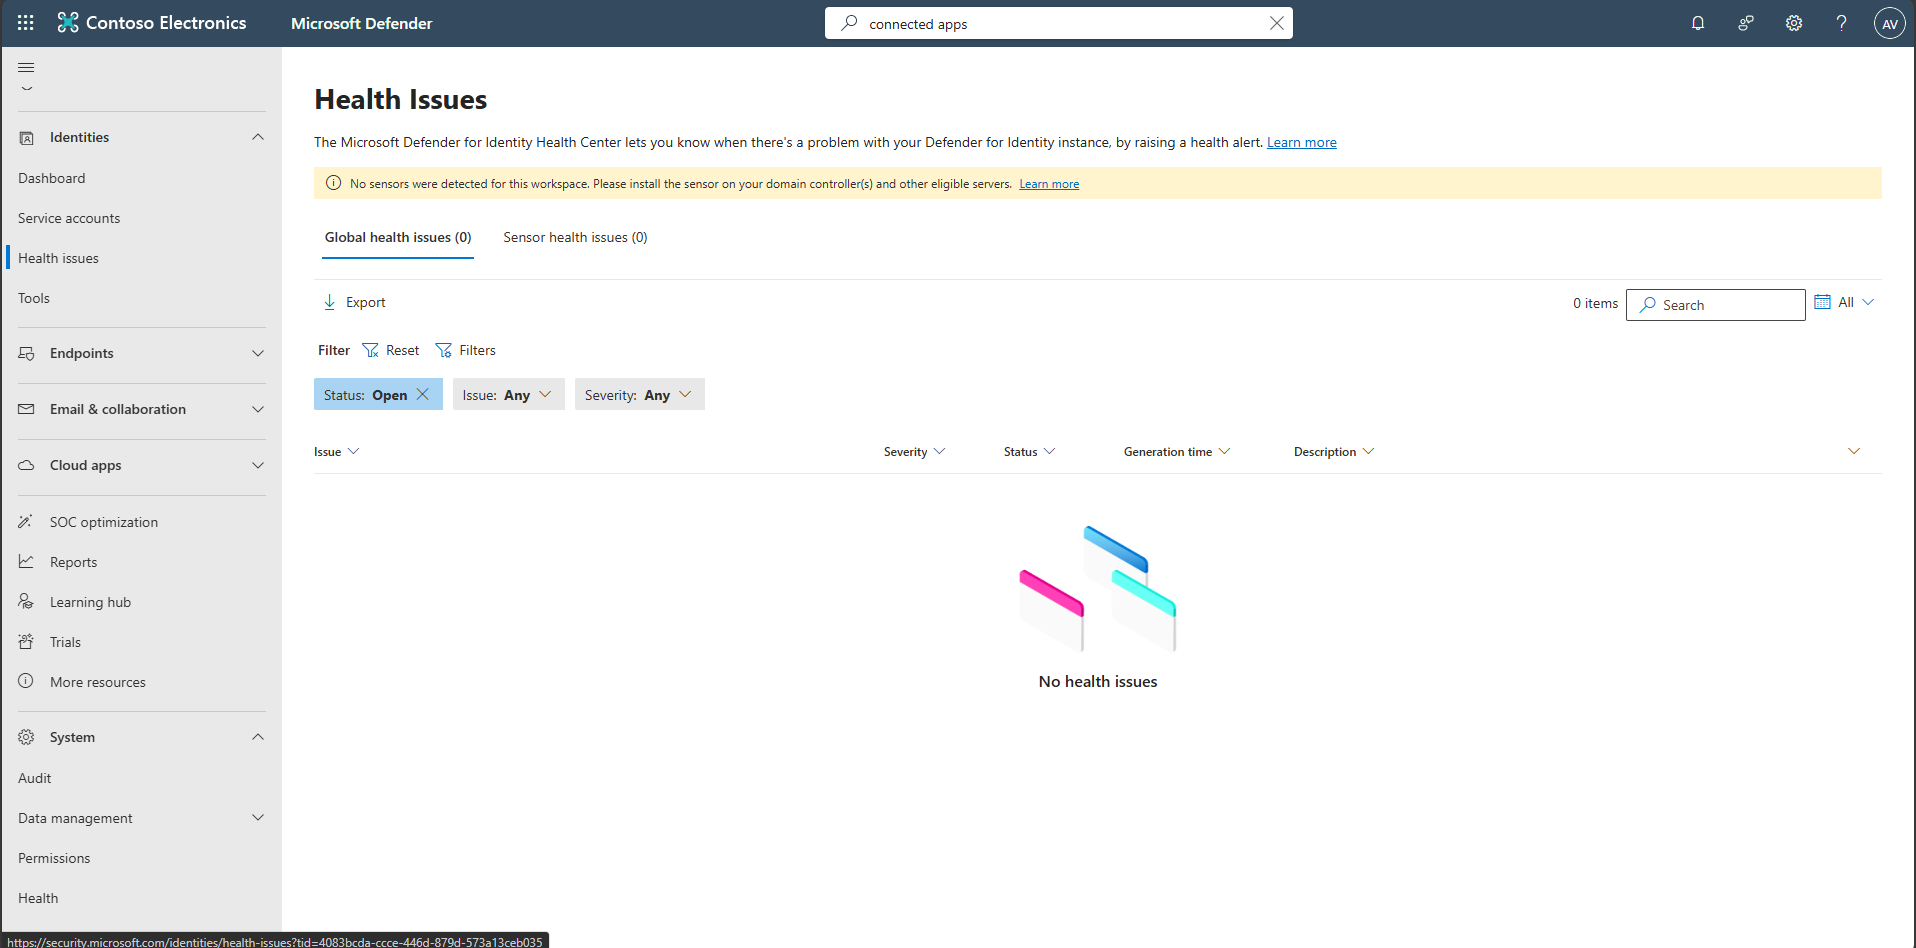 Contoso Electronics
Microsoft Defender
connected apps
AV
Identities
Dashboard
Service accounts
Health issues
Tools
Endpoints
Email & collaboration
Cloud apps
SOC optimization
Reports
Learning hub
Trials
More resources
System
Audit
Data management
Permissions
Health
Health Issues
The Microsoft Defender for Identity Health Center lets you know when there's a problem with your Defender for Identity instance, by raising a health alert. Learn more
No sensors were detected for this workspace. Please install the sensor on your domain controller(s) and other eligible servers. Learn more
Global health issues (0) Sensor health issues (0)
Export
0 items
Search
All
Filter Reset Filters
Status: Open Issue: Any Severity: Any
Issue Severity Status Generation time Description
No health issues
https://security.microsoft.com/identities/health-issues?tid=4083bcda-ccce-446d-879d-573a13ceb035